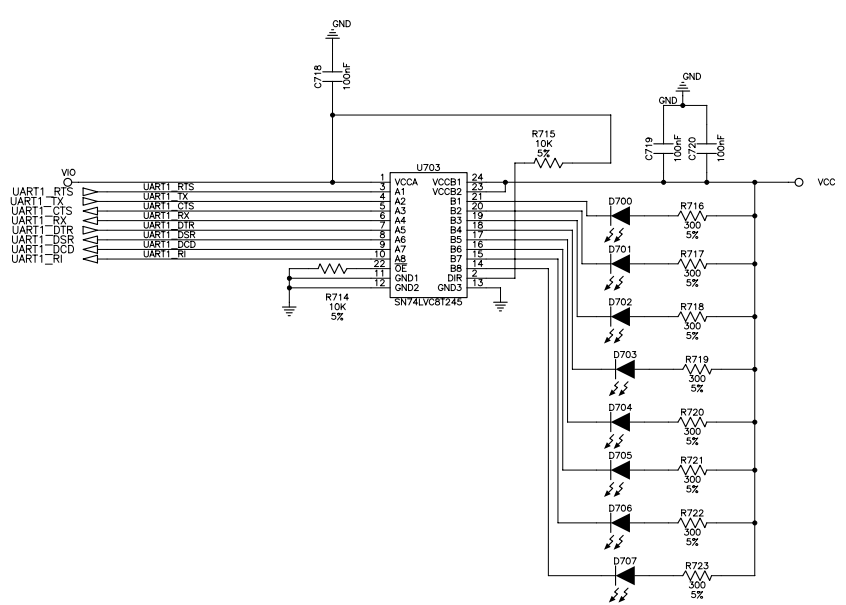 GND
C718
100nF
GND
GND
C719
100nF
C720
100nF
R715
10K
5%
U703
VIO
VCC
1
VCCA
VCCB1
24
UART1_RTS
UART1_RTS
3
A1
VCCB2
23
UART1_TX
UART1_TX
4
A2
B1
21
UART1_CTS
UART1_CTS
5
A3
B2
20
UART1_RX
UART1_RX
6
A4
B3
19
UART1_DTR
UART1_DTR
7
A5
B4
18
UART1_DSR
UART1_DSR
8
A6
B5
17
UART1_DCD
UART1_DCD
9
A7
B6
16
UART1_RI
UART1_RI
10
A8
B7
15
22
OE
B8
14
11
GND1
DIR
2
12
GND2
GND3
13
SN74LVC8T245
R714
10K
5%
D700
R716
300
5%
D701
R717
300
5%
D702
R718
300
5%
D703
R719
300
5%
D704
R720
300
5%
D705
R721
300
5%
D706
R722
300
5%
D707
R723
300
5%